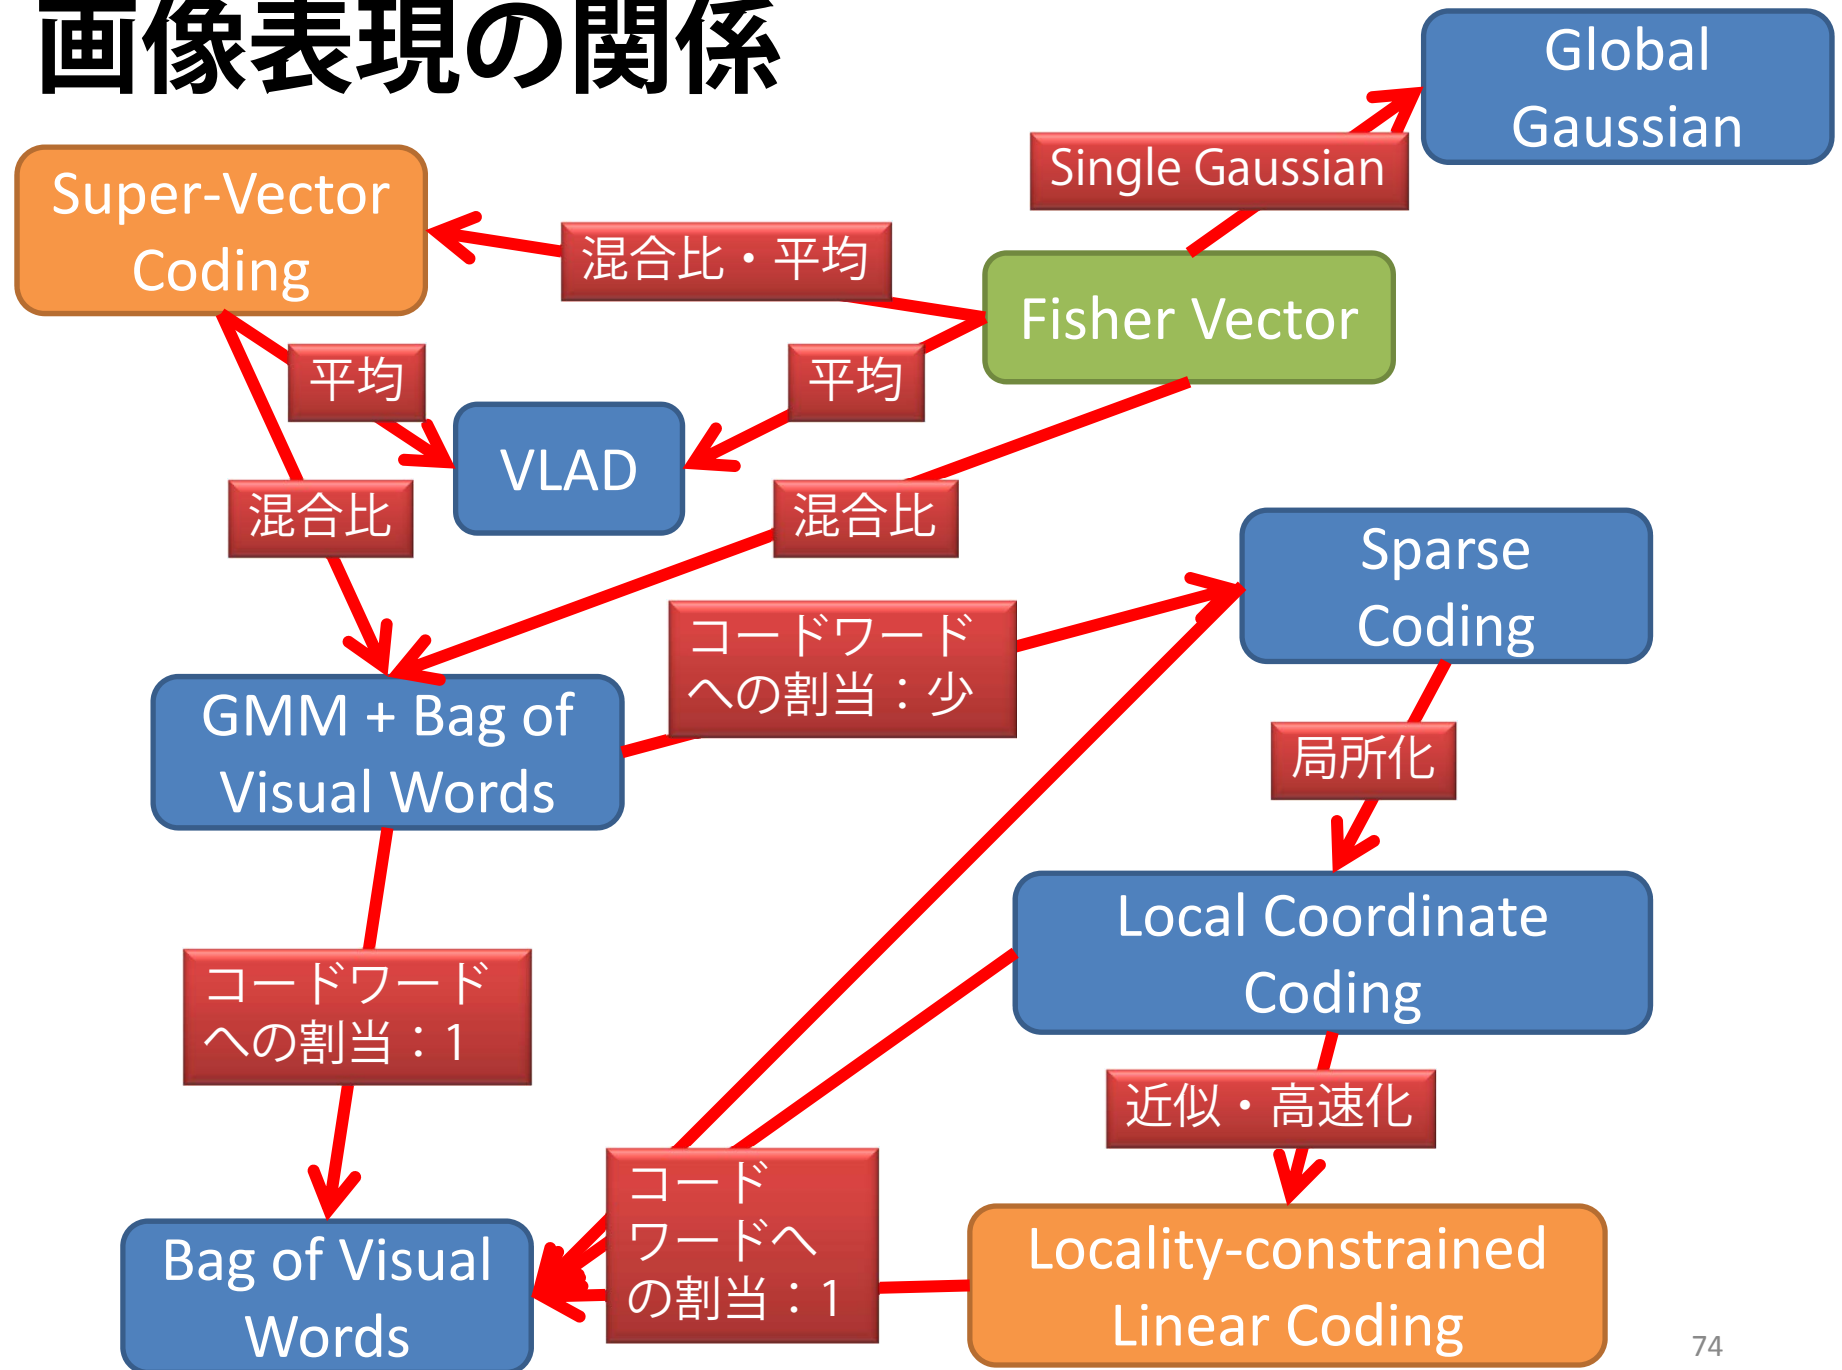 画像表現の関係
Global
Gaussian
Single Gaussian
Super-Vector
Coding
混合比・平均
Fisher Vector
平均
平均
VLAD
混合比
混合比
Sparse
Coding
コードワード
への割当：少
GMM + Bag of
Visual Words
局所化
Local Coordinate
Coding
コードワード
への割当：1
近似・高速化
コード
ワードへ
の割当：1
Bag of Visual
Words
Locality-constrained
Linear Coding
74